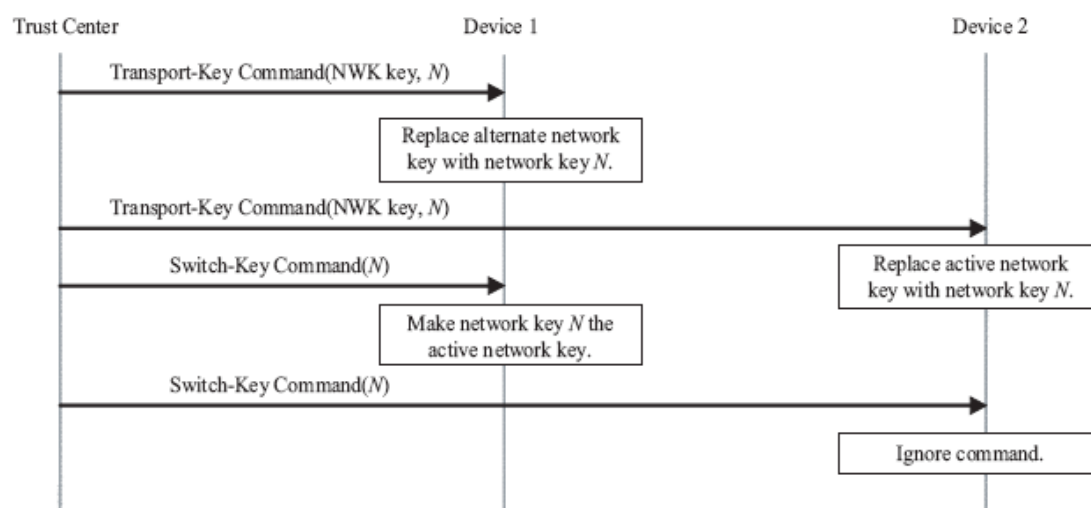 Trust Center
Device 1
Device 2
Transport-Key Command(NWK key, N)
Replace alternate network
key with network key N.
Transport-Key Command(NWK key, N)
Replace active network
key with network key N.
Switch-Key Command(N)
Make network key N the
active network key.
Switch-Key Command(N)
Ignore command.